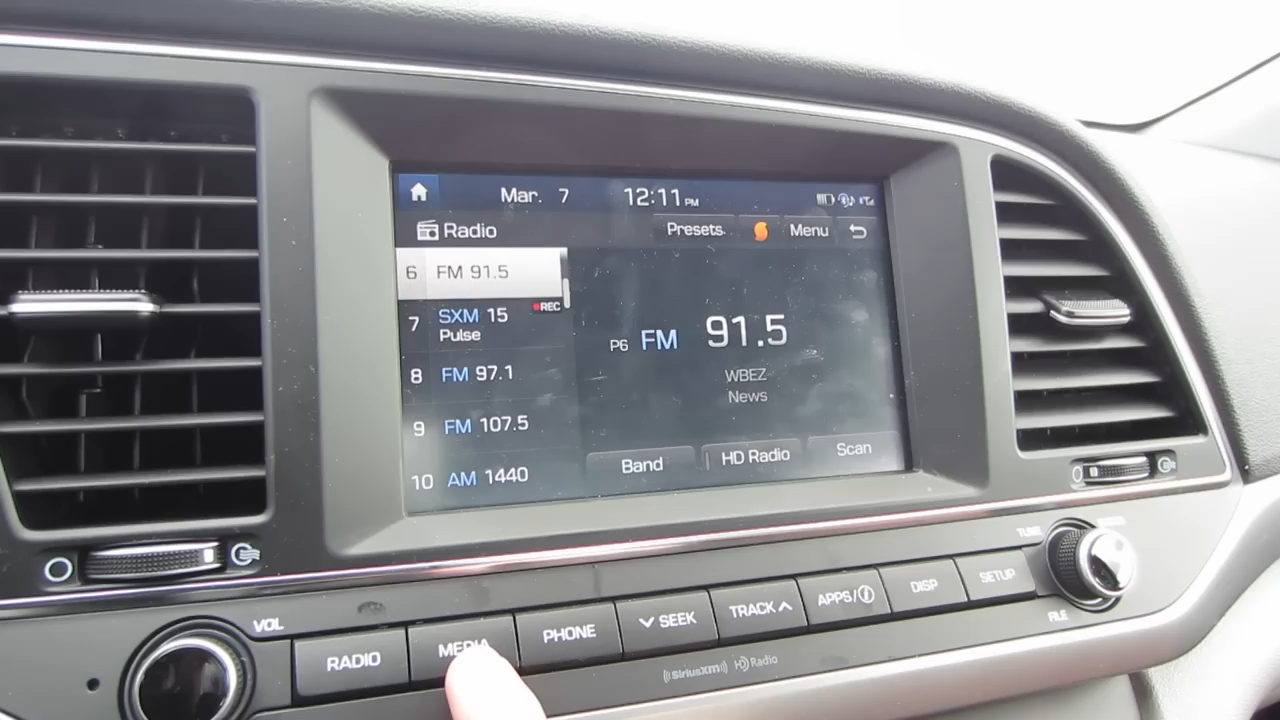 Mar. 7 12:11 PM
Radio Presets Menu
6 FM 91.5
7 SXM 15 REC
Pulse
8 FM 97.1
9 FM 107.5
10 AM 1440
P6 FM 91.5
WBEZ
News
Band HD Radio Scan
VOL
TUNE
FILE
RADIO MEDIA PHONE SEEK TRACK APPS/i DISP SETUP
((SiriusXM)) HD Radio